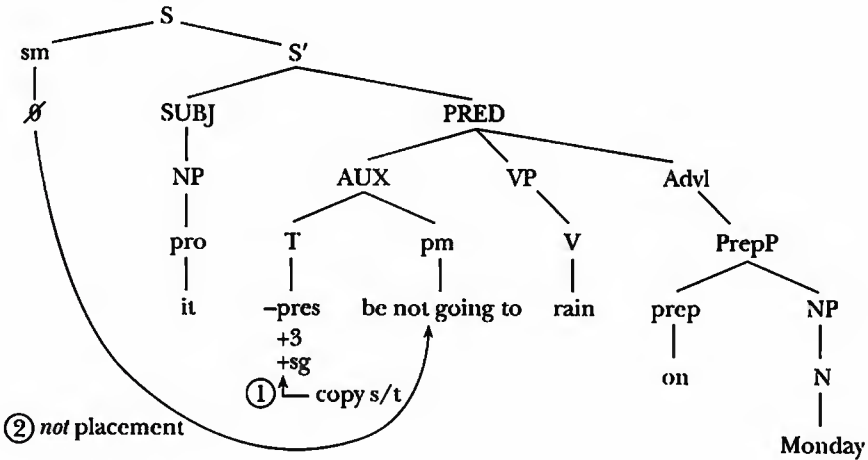 S
sm S′
Ø SUBJ PRED
NP AUX VP Advl
pro T pm V PrepP
it –pres be not going to rain prep NP
+3
+sg
on N
① copy s/t
② not placement
Monday